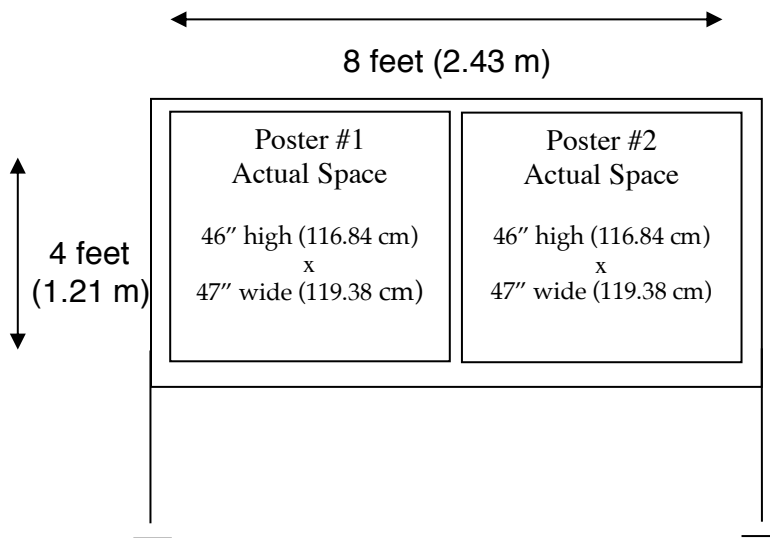 8 feet (2.43 m)
4 feet
(1.21 m)
Poster #1
Actual Space
46″ high (116.84 cm)
x
47″ wide (119.38 cm)
Poster #2
Actual Space
46″ high (116.84 cm)
x
47″ wide (119.38 cm)